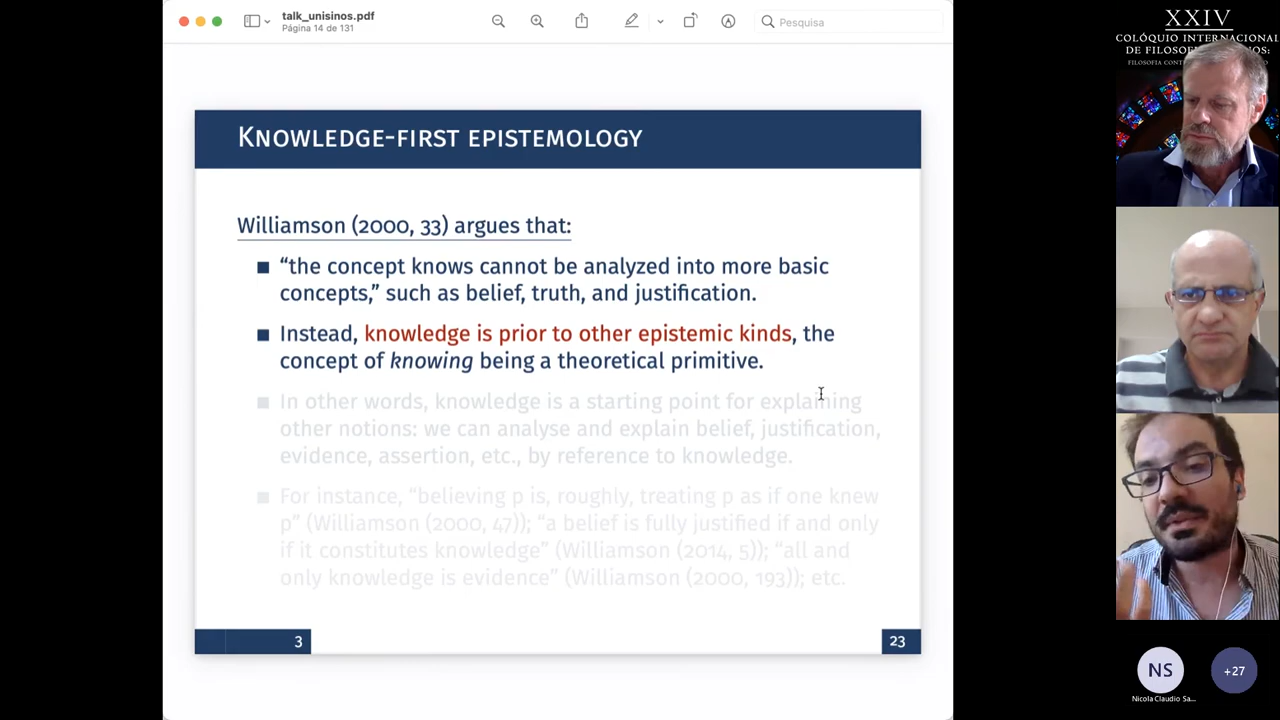 talk_unisinos.pdf
Página 14 de 131
Pesquisa
KNOWLEDGE-FIRST EPISTEMOLOGY
Williamson (2000, 33) argues that:
“the concept knows cannot be analyzed into more basic
concepts,” such as belief, truth, and justification.
Instead, knowledge is prior to other epistemic kinds, the
concept of knowing being a theoretical primitive.
In other words, knowledge is a starting point for explaining
other notions: we can analyse and explain belief, justification,
evidence, assertion, etc., by reference to knowledge.
For instance, “believing p is, roughly, treating p as if one knew
p” (Williamson (2000, 47)); “a belief is fully justified if and only
if it constitutes knowledge” (Williamson (2014, 5)); “all and
only knowledge is evidence” (Williamson (2000, 193)); etc.
3
23
XXIV
COLÓQUIO INTERNACIONAL
DE
FILOSOFIA
NS
+27
Nicola Claudio Sa...